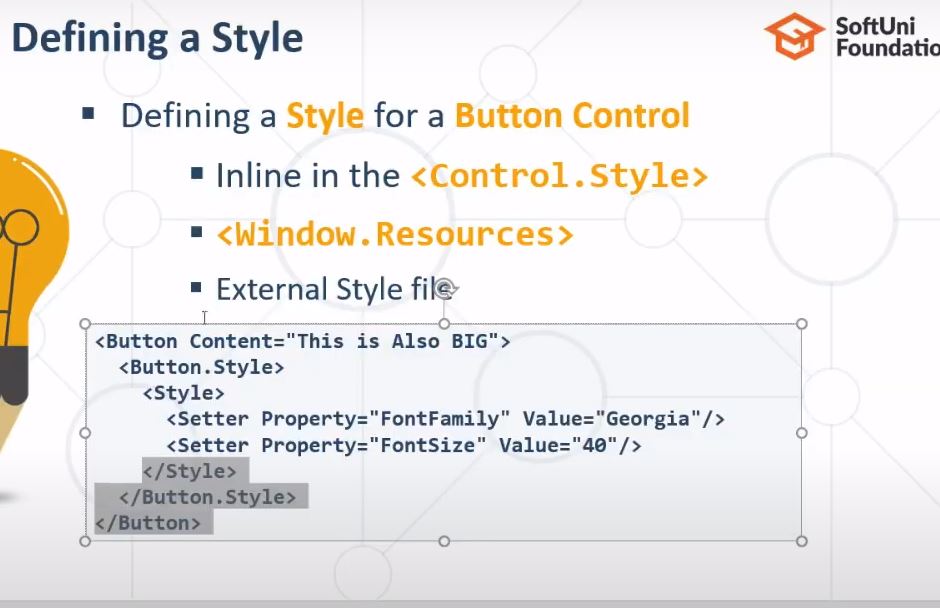 Defining a Style
SoftUni
Foundatio
▪ Defining a Style for a Button Control
▪ Inline in the <Control.Style>
▪ <Window.Resources>
▪ External Style file
<Button Content="This is Also BIG">
  <Button.Style>
    <Style>
      <Setter Property="FontFamily" Value="Georgia"/>
      <Setter Property="FontSize" Value="40"/>
    </Style>
  </Button.Style>
</Button>